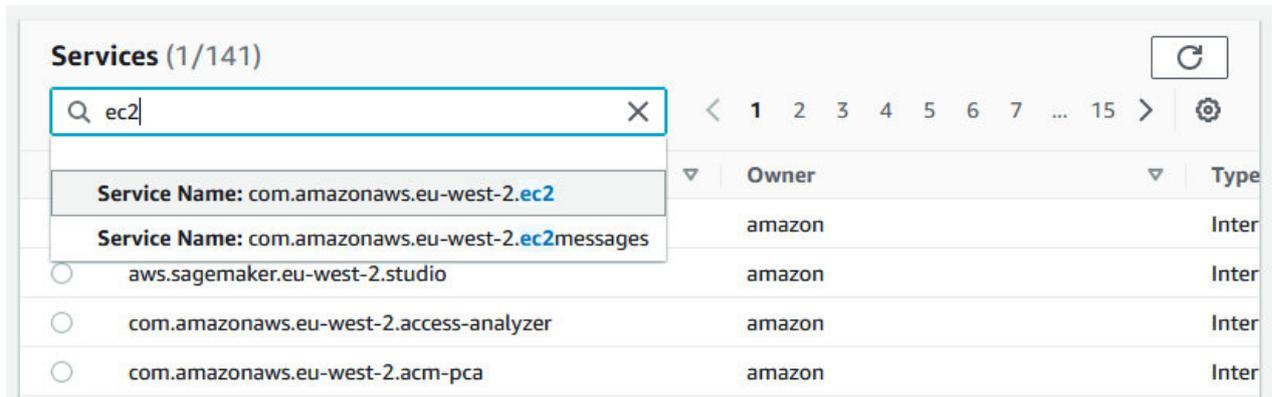 Services (1/141)
ec2
1 2 3 4 5 6 7 ... 15
Service Name: com.amazonaws.eu-west-2.ec2
Service Name: com.amazonaws.eu-west-2.ec2messages
Owner
Type
amazon
Inter
aws.sagemaker.eu-west-2.studio
amazon
Inter
com.amazonaws.eu-west-2.access-analyzer
amazon
Inter
com.amazonaws.eu-west-2.acm-pca
amazon
Inter